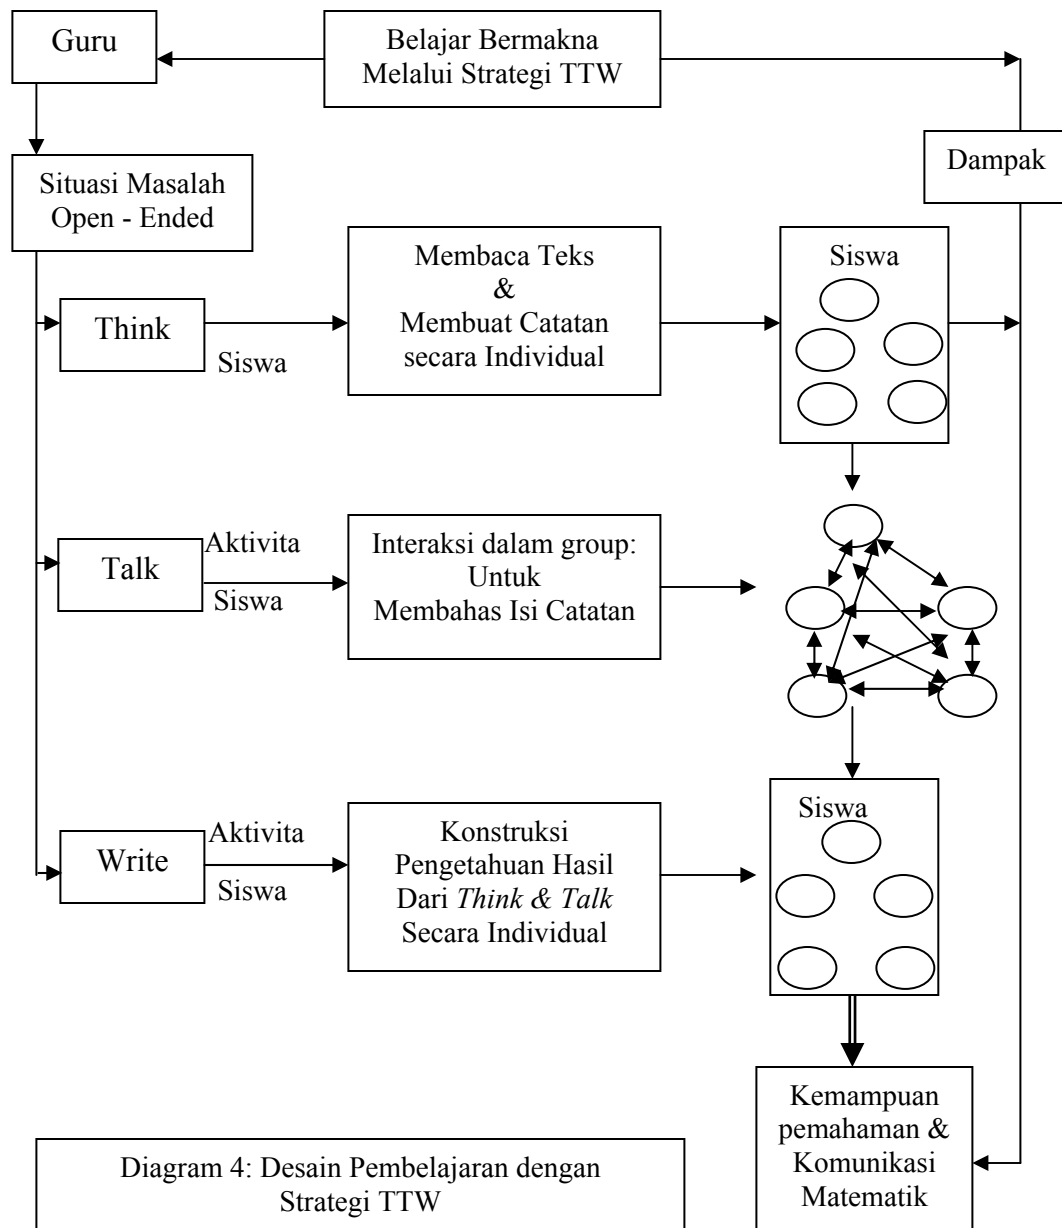 Guru
Belajar Bermakna
Melalui Strategi TTW
Dampak
Situasi Masalah
Open - Ended
Think
Siswa
Membaca Teks
&
Membuat Catatan
secara Individual
Siswa
Talk
Aktivita
Siswa
Interaksi dalam group:
Untuk
Membahas Isi Catatan
Write
Aktivita
Siswa
Konstruksi
Pengetahuan Hasil
Dari Think & Talk
Secara Individual
Siswa
Kemampuan
pemahaman &
Komunikasi
Matematik
Diagram 4: Desain Pembelajaran dengan
Strategi TTW